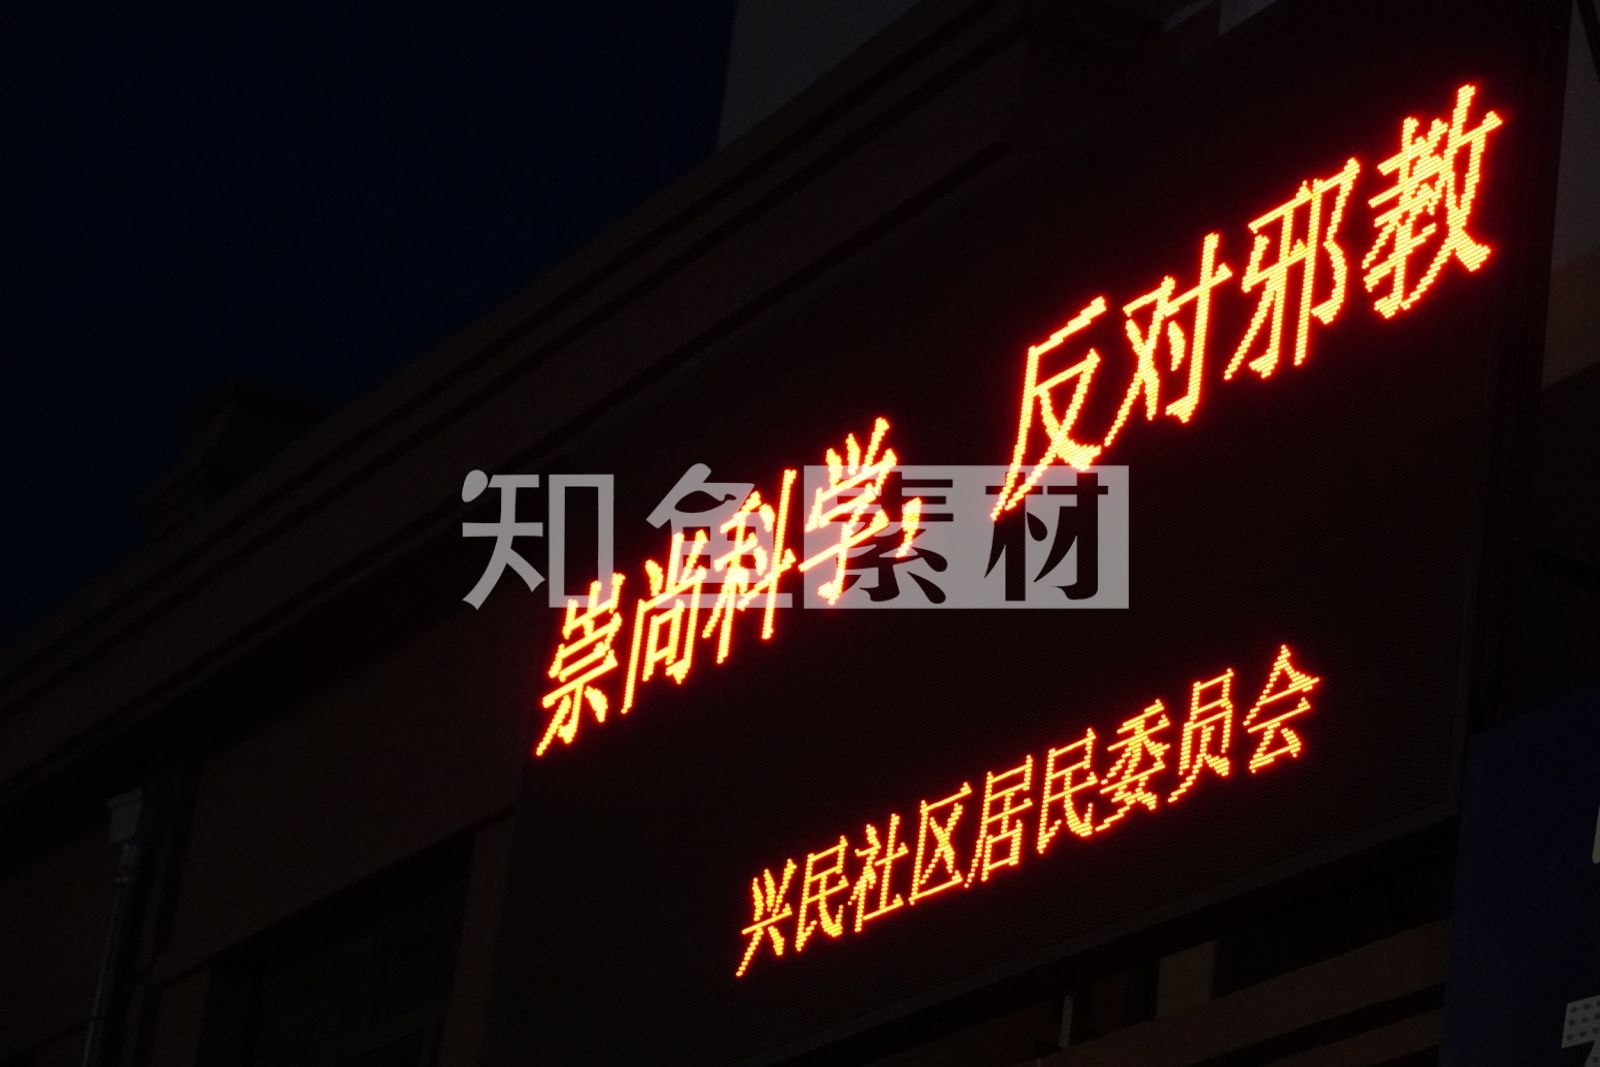 崇尚科学，反对邪教
知鱼素材
兴民社区居民委员会